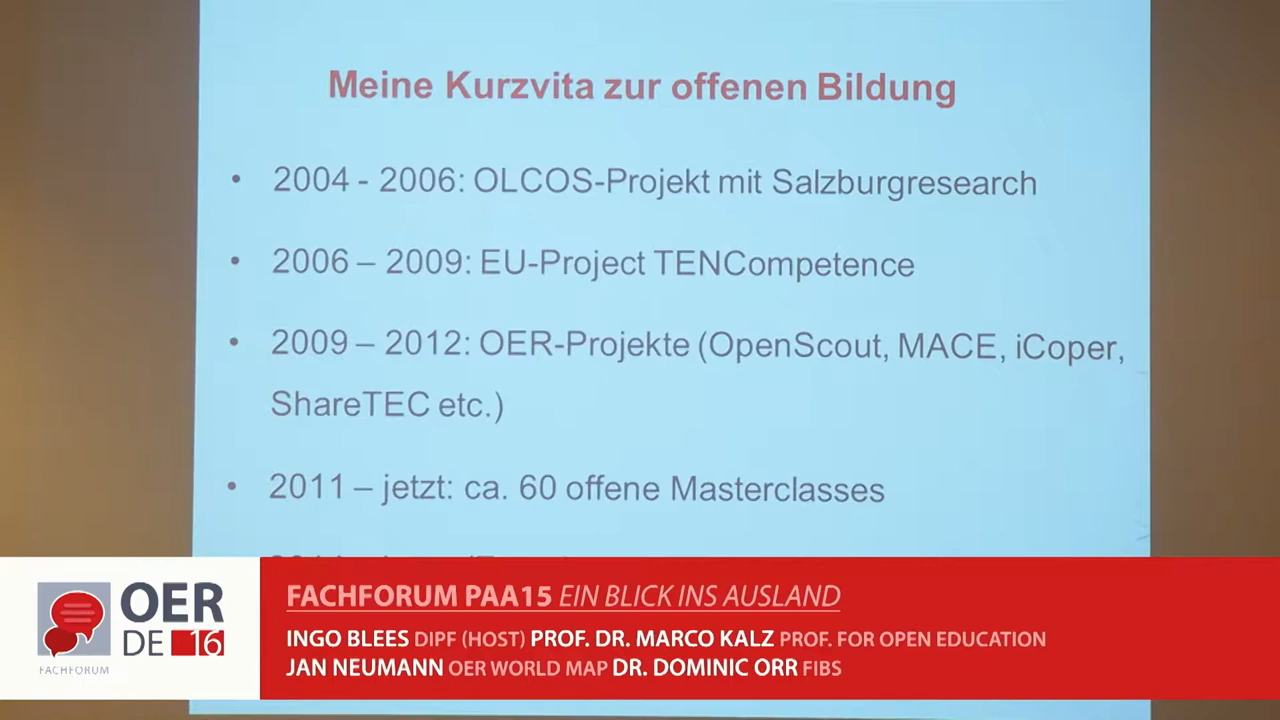 Meine Kurzvita zur offenen Bildung
• 2004 - 2006: OLCOS-Projekt mit Salzburgresearch
• 2006 – 2009: EU-Project TENCompetence
• 2009 – 2012: OER-Projekte (OpenScout, MACE, iCoper,
ShareTEC etc.)
• 2011 – jetzt: ca. 60 offene Masterclasses
OER
DE 16
FACHFORUM
FACHFORUM PAA15 EIN BLICK INS AUSLAND
INGO BLEES DIPF (HOST) PROF. DR. MARCO KALZ PROF. FOR OPEN EDUCATION
JAN NEUMANN OER WORLD MAP DR. DOMINIC ORR FIBS